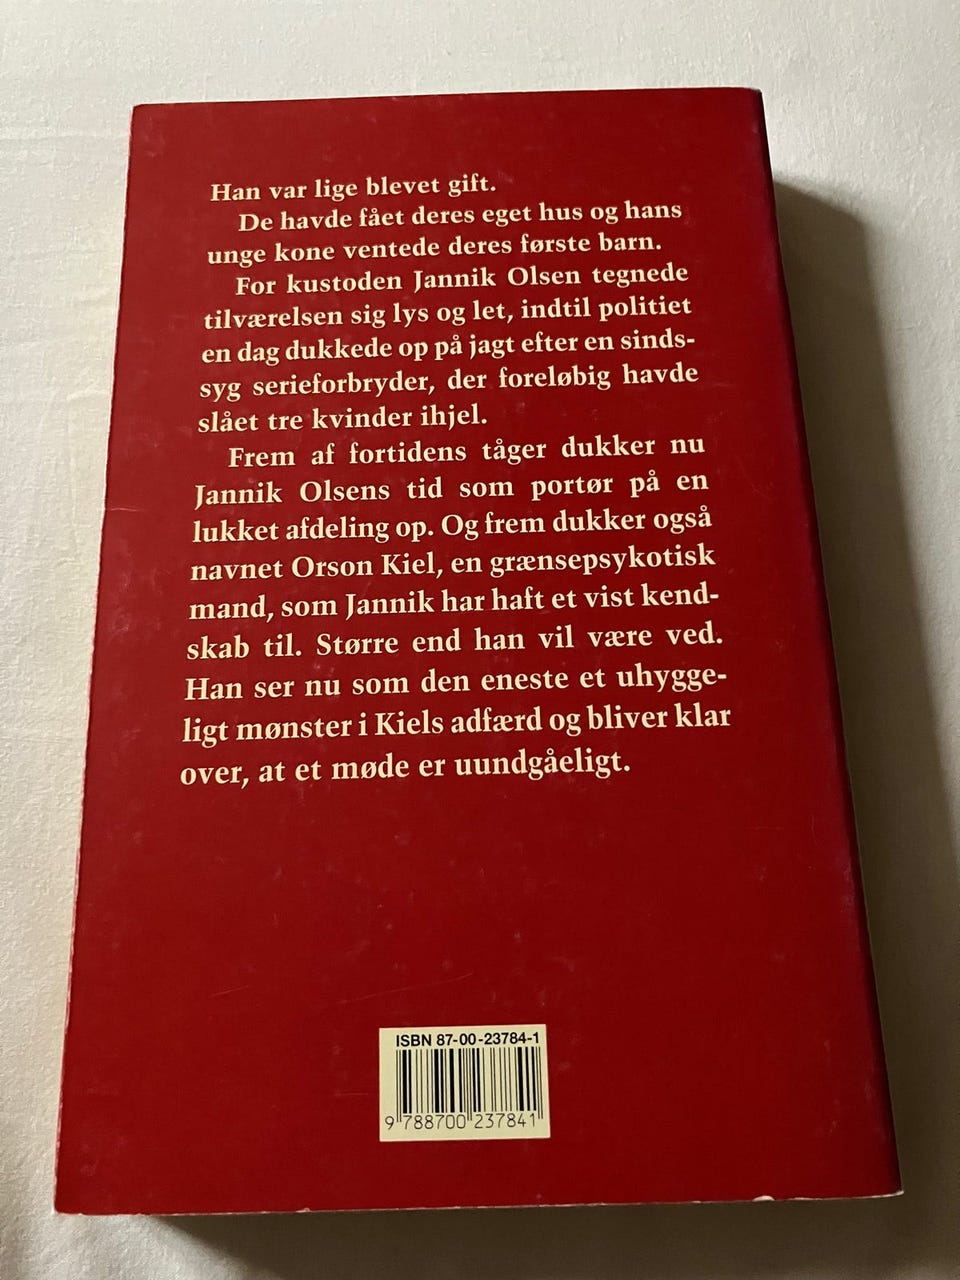 Han var lige blevet gift.
De havde fået deres eget hus og hans
unge kone ventede deres første barn.
For kustoden Jannik Olsen tegnede
tilværelsen sig lys og let, indtil politiet
en dag dukkede op på jagt efter en sinds-
syg serieforbryder, der foreløbig havde
slået tre kvinder ihjel.
Frem af fortidens tåger dukker nu
Jannik Olsens tid som portør på en
lukket afdeling op. Og frem dukker også
navnet Orson Kiel, en grænsepsykotisk
mand, som Jannik har haft et vist kend-
skab til. Større end han vil være ved.
Han ser nu som den eneste et uhygge-
ligt mønster i Kiels adfærd og bliver klar
over, at et møde er uundgåeligt.
ISBN 87-00-23784-1
9 788700 237841